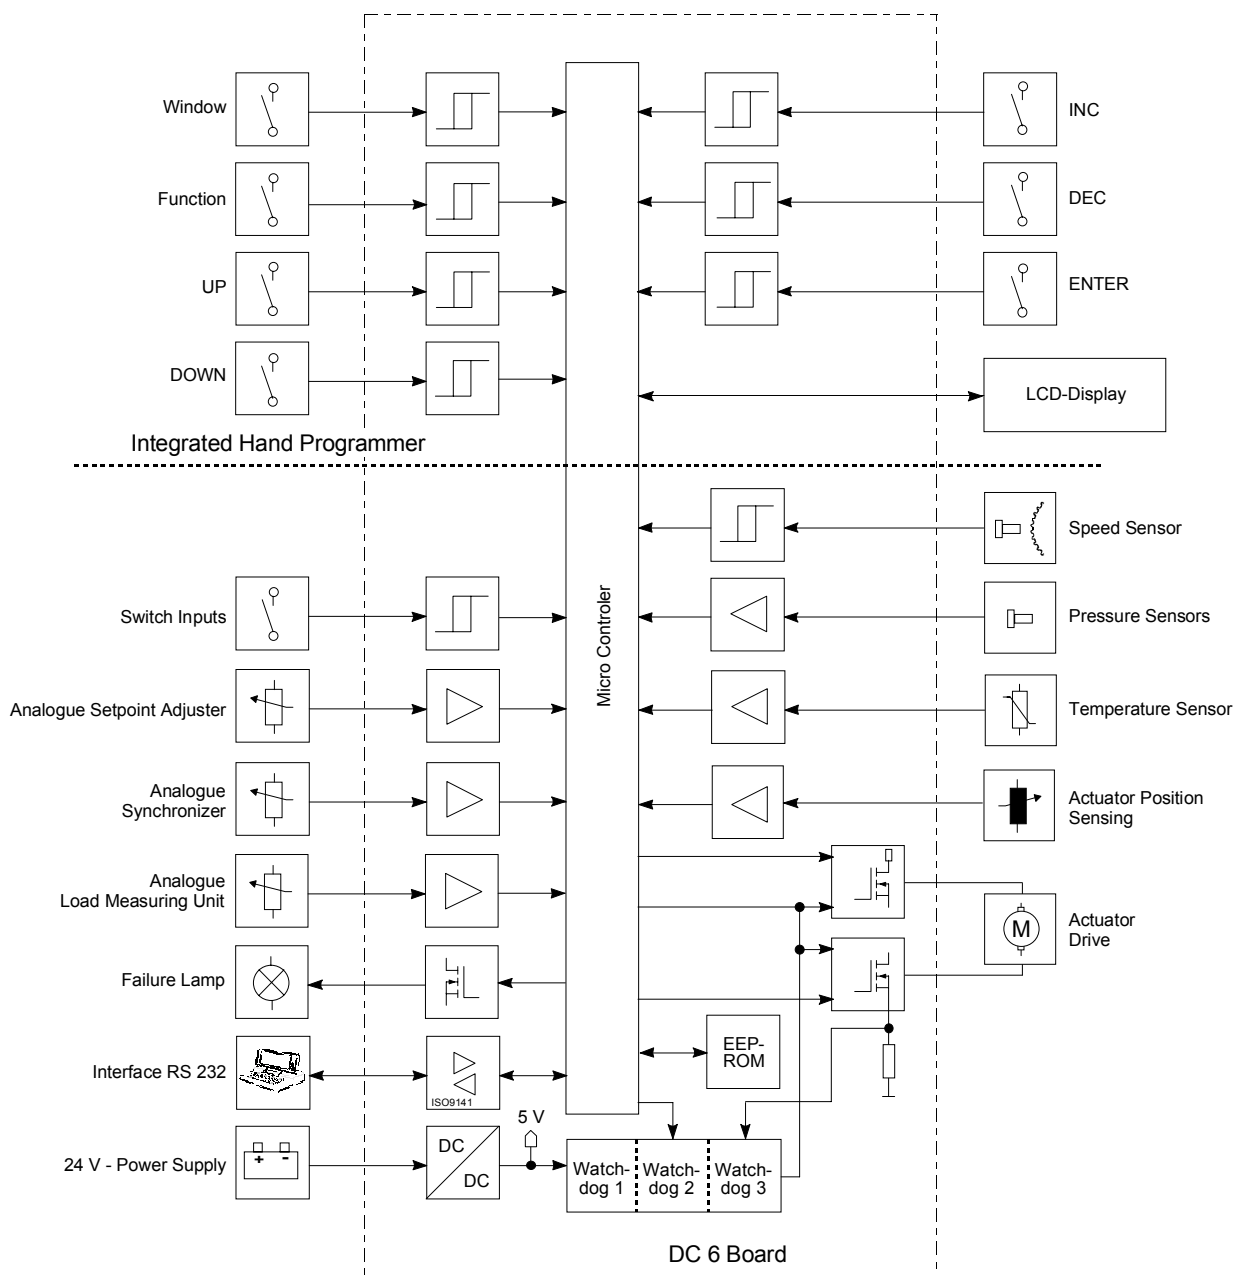 Window
INC
Function
DEC
UP
ENTER
DOWN
LCD-Display
Integrated Hand Programmer
Micro Controler
Speed Sensor
Switch Inputs
Pressure Sensors
Analogue Setpoint Adjuster
Temperature Sensor
Analogue
Synchronizer
Actuator Position
Sensing
Analogue
Load Measuring Unit
M
Actuator
Drive
Failure Lamp
EEP-
ROM
Interface RS 232
ISO9141
5 V
24 V - Power Supply
+ -
DC
DC
Watch-
dog 1
Watch-
dog 2
Watch-
dog 3
DC 6 Board